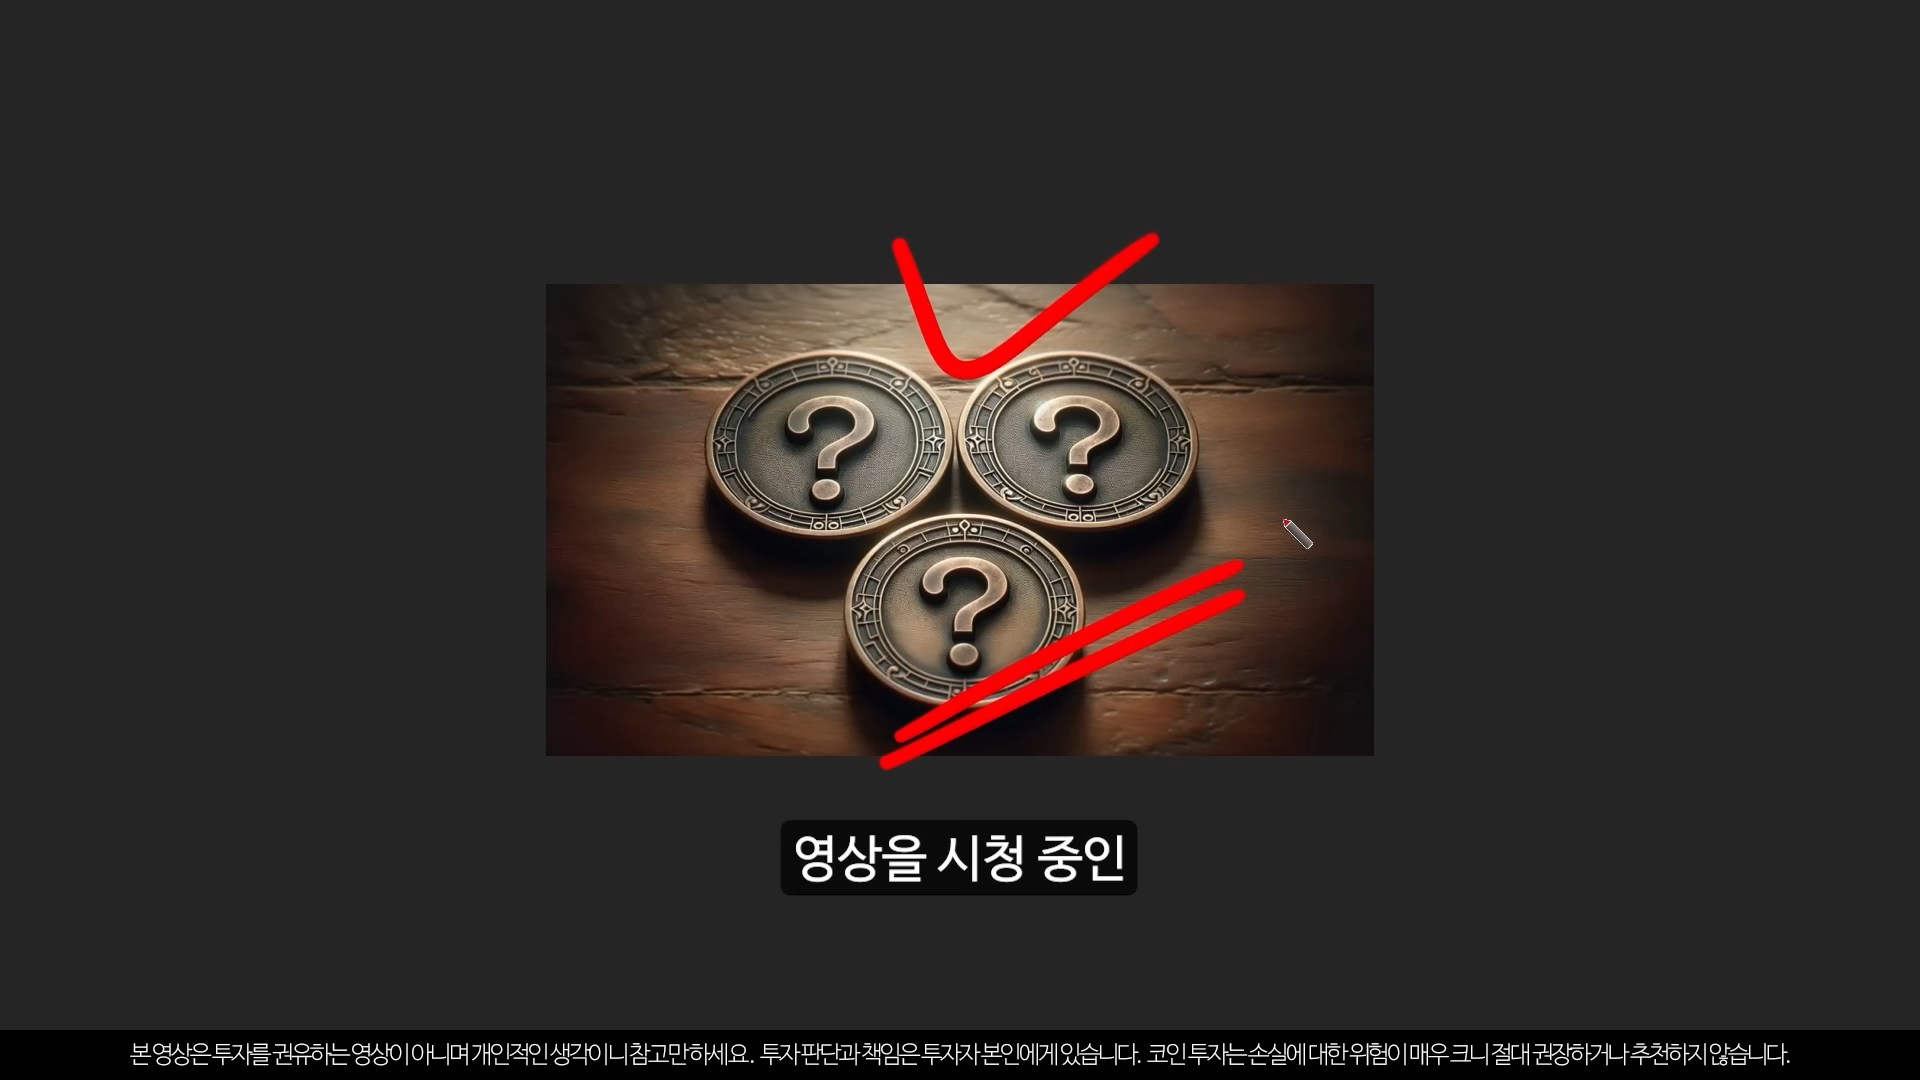 ?
?
?
영상을 시청 중인
본 영상은 투자를 권유하는 영상이 아니며 개인적인 생각이니 참고만 하세요. 투자 판단과 책임은 투자자 본인에게 있습니다. 코인 투자는 손실에 대한 위험이 매우 크니 절대 권장하거나 추천하지 않습니다.